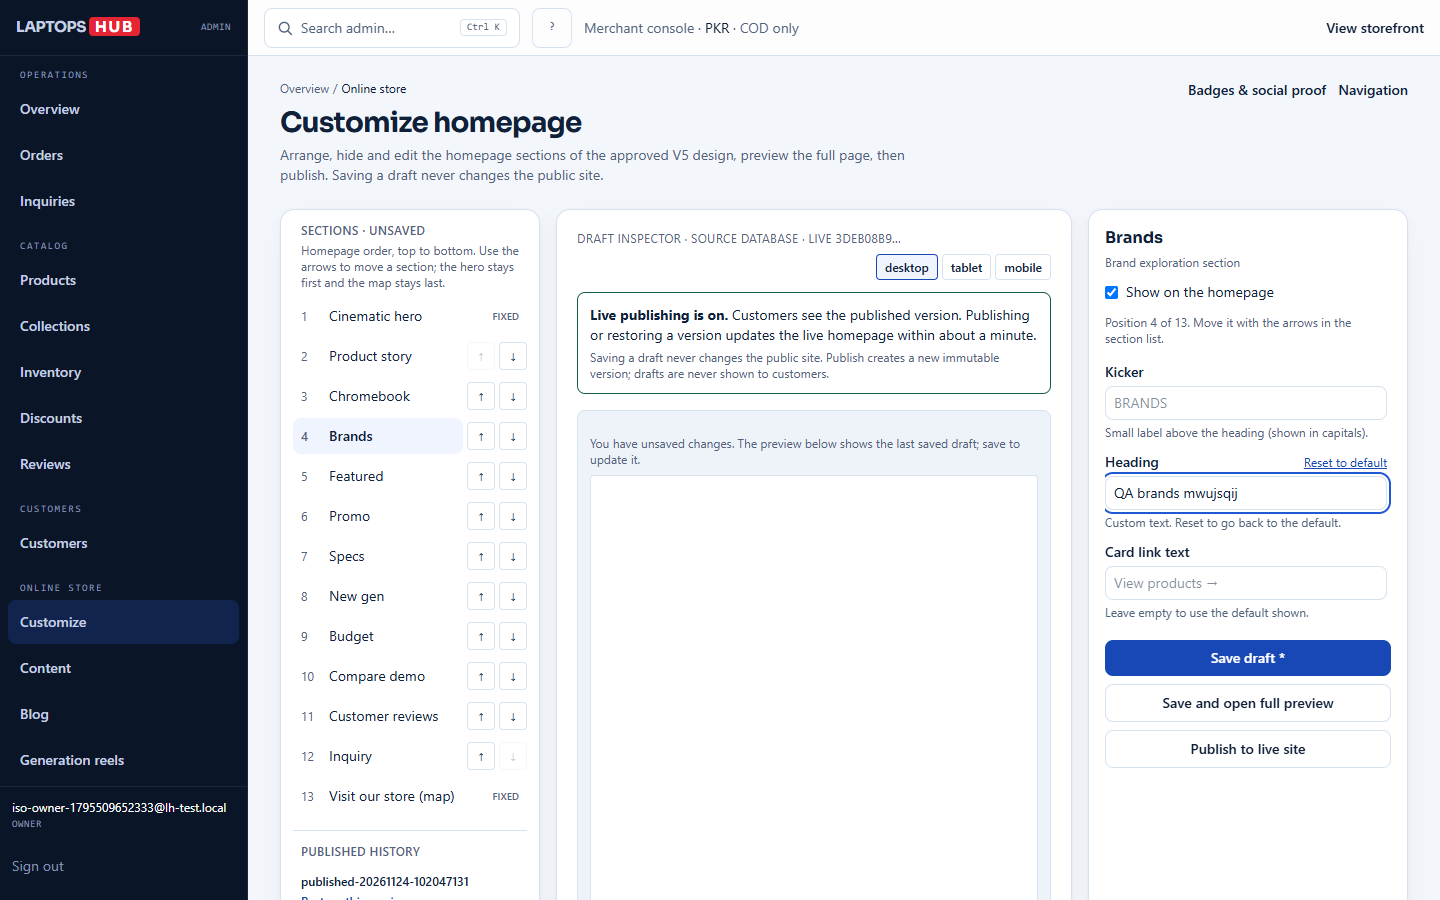 LAPTOPS HUB ADMIN
Search admin... Ctrl K
?
Merchant console · PKR · COD only
View storefront
OPERATIONS
Overview
Orders
Inquiries
CATALOG
Products
Collections
Inventory
Discounts
Reviews
CUSTOMERS
Customers
ONLINE STORE
Customize
Content
Blog
Generation reels
iso-owner-1795509652333@lh-test.local
OWNER
Sign out
Overview / Online store
Badges & social proof Navigation
Customize homepage
Arrange, hide and edit the homepage sections of the approved V5 design, preview the full page, then
publish. Saving a draft never changes the public site.
SECTIONS · UNSAVED
Homepage order, top to bottom. Use the
arrows to move a section; the hero stays
first and the map stays last.
1 Cinematic hero FIXED
2 Product story ↑ ↓
3 Chromebook ↑ ↓
4 Brands ↑ ↓
5 Featured ↑ ↓
6 Promo ↑ ↓
7 Specs ↑ ↓
8 New gen ↑ ↓
9 Budget ↑ ↓
10 Compare demo ↑ ↓
11 Customer reviews ↑ ↓
12 Inquiry ↑ ↓
13 Visit our store (map) FIXED
PUBLISHED HISTORY
published-20261124-102047131
DRAFT INSPECTOR · SOURCE DATABASE · LIVE 3DEB08B9...
desktop tablet mobile
Live publishing is on. Customers see the published version. Publishing
or restoring a version updates the live homepage within about a minute.
Saving a draft never changes the public site. Publish creates a new immutable
version; drafts are never shown to customers.
You have unsaved changes. The preview below shows the last saved draft; save to
update it.
Brands
Brand exploration section
Show on the homepage
Position 4 of 13. Move it with the arrows in the
section list.
Kicker
BRANDS
Small label above the heading (shown in capitals).
Heading Reset to default
QA brands mwujsqij
Custom text. Reset to go back to the default.
Card link text
View products →
Leave empty to use the default shown.
Save draft *
Save and open full preview
Publish to live site